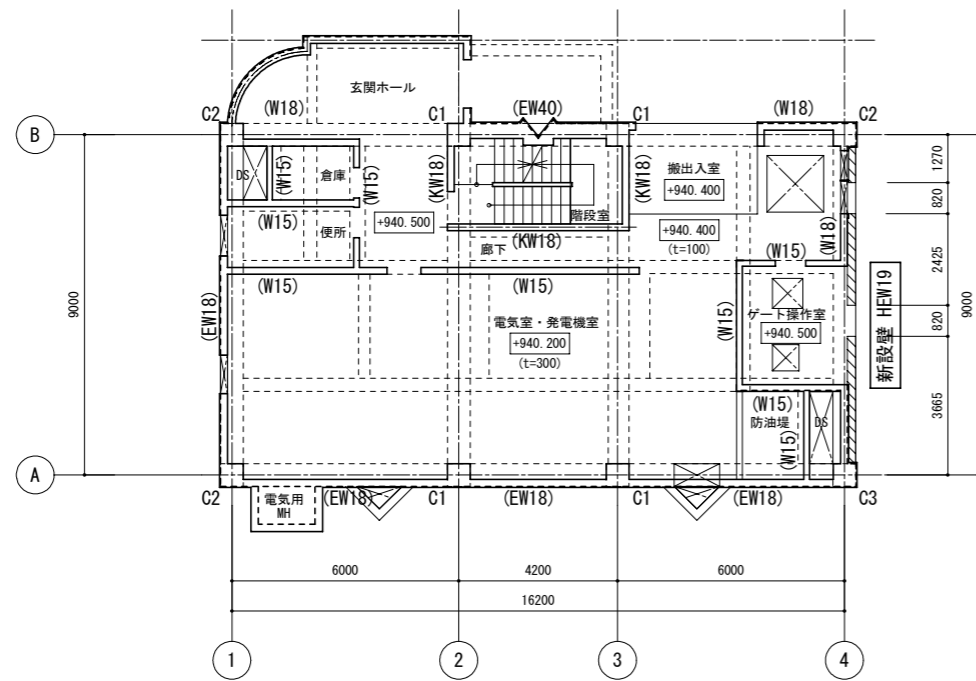 玄関ホール
C2
(W18)
C1
(EW40)
C1
(W18)
C2
B
DS
(W15)
倉庫
(W15)
(KW18)
階段室
(KW18)
搬出入室
+940.400
1270
820
便所
(W15)
+940.500
廊下
(KW18)
+940.400
(t=100)
(W18)
2425
(W15)
(W15)
(W15)
9000
(EW18)
電気室・発電機室
+940.200
(t=300)
(W15)
ゲート操作室
+940.500
新設壁 HEW19
820
9000
(W15)
防油堤
(W15)
DS
3665
A
C2
電気用
MH
(EW18)
C1
(EW18)
C1
(EW18)
C3
6000
4200
6000
16200
1
2
3
4